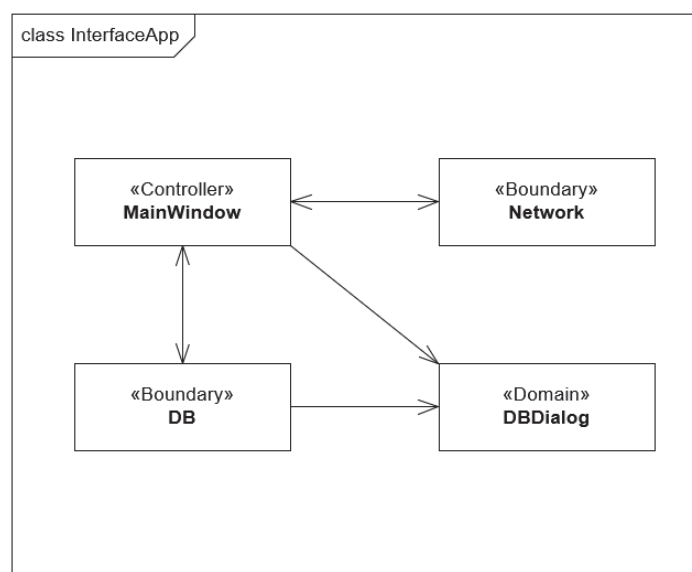 class InterfaceApp
«Controller»
MainWindow
«Boundary»
Network
«Boundary»
DB
«Domain»
DBDialog